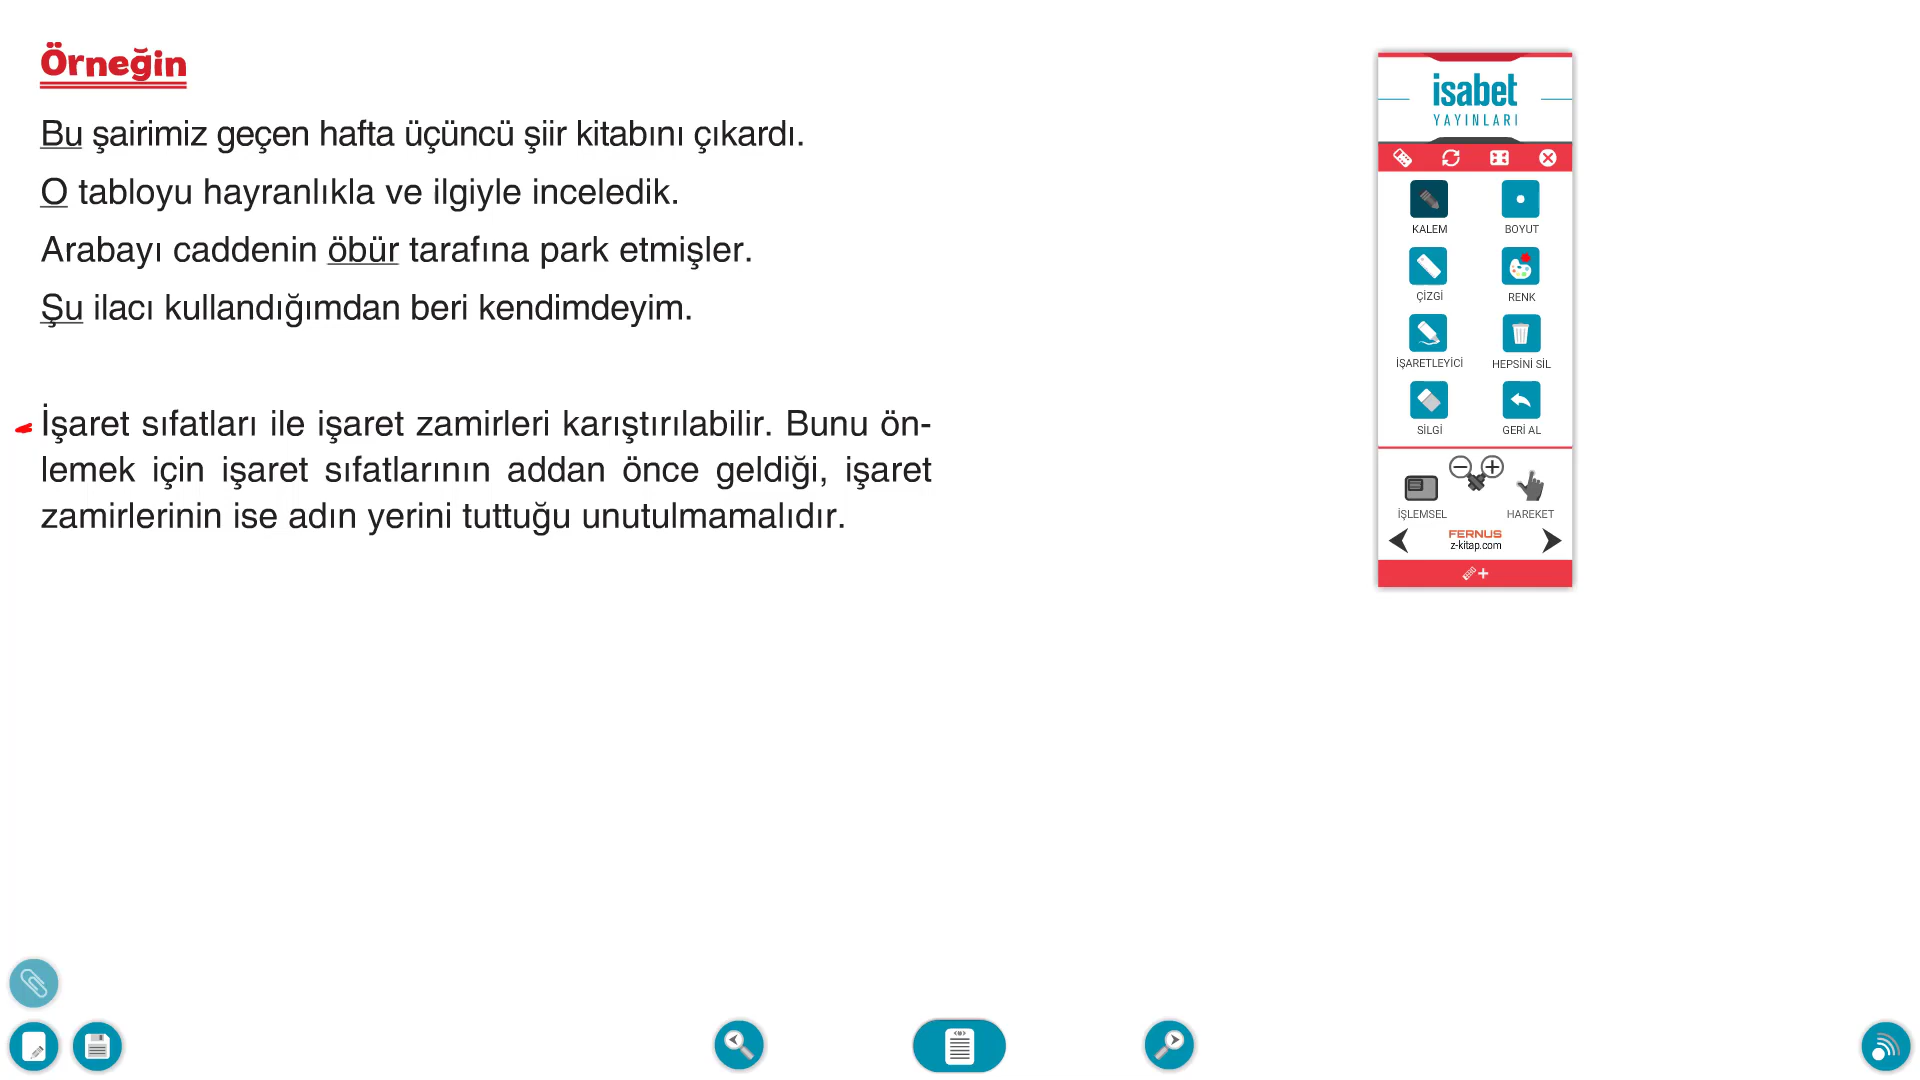 Örneğin
Bu şairimiz geçen hafta üçüncü şiir kitabını çıkardı.
O tabloyu hayranlıkla ve ilgiyle inceledik.
Arabayı caddenin öbür tarafına park etmişler.
Şu ilacı kullandığımdan beri kendimdeyim.
İşaret sıfatları ile işaret zamirleri karıştırılabilir. Bunu ön-
lemek için işaret sıfatlarının addan önce geldiği, işaret
zamirlerinin ise adın yerini tuttuğu unutulmamalıdır.
isabet
YAYINLARI
KALEM
BOYUT
ÇİZGİ
RENK
İŞARETLEYİCİ
HEPSİNİ SİL
SİLGİ
GERİ AL
İŞLEMSEL
HAREKET
FERNUS
z-kitap.com